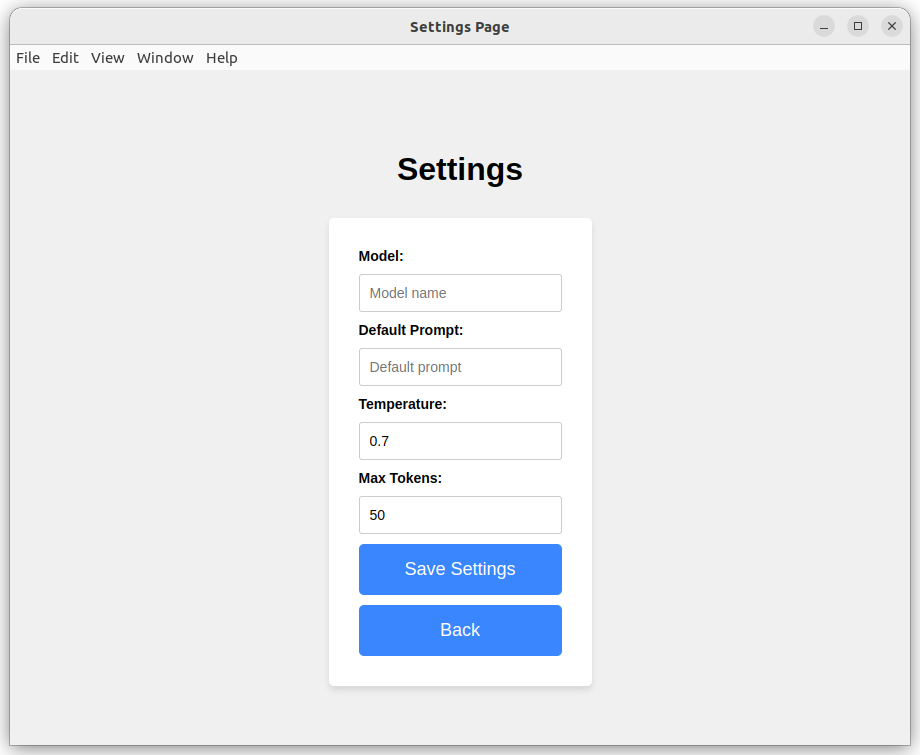 Settings Page
File Edit View Window Help
Settings
Model:
Model name
Default Prompt:
Default prompt
Temperature:
0.7
Max Tokens:
50
Save Settings
Back